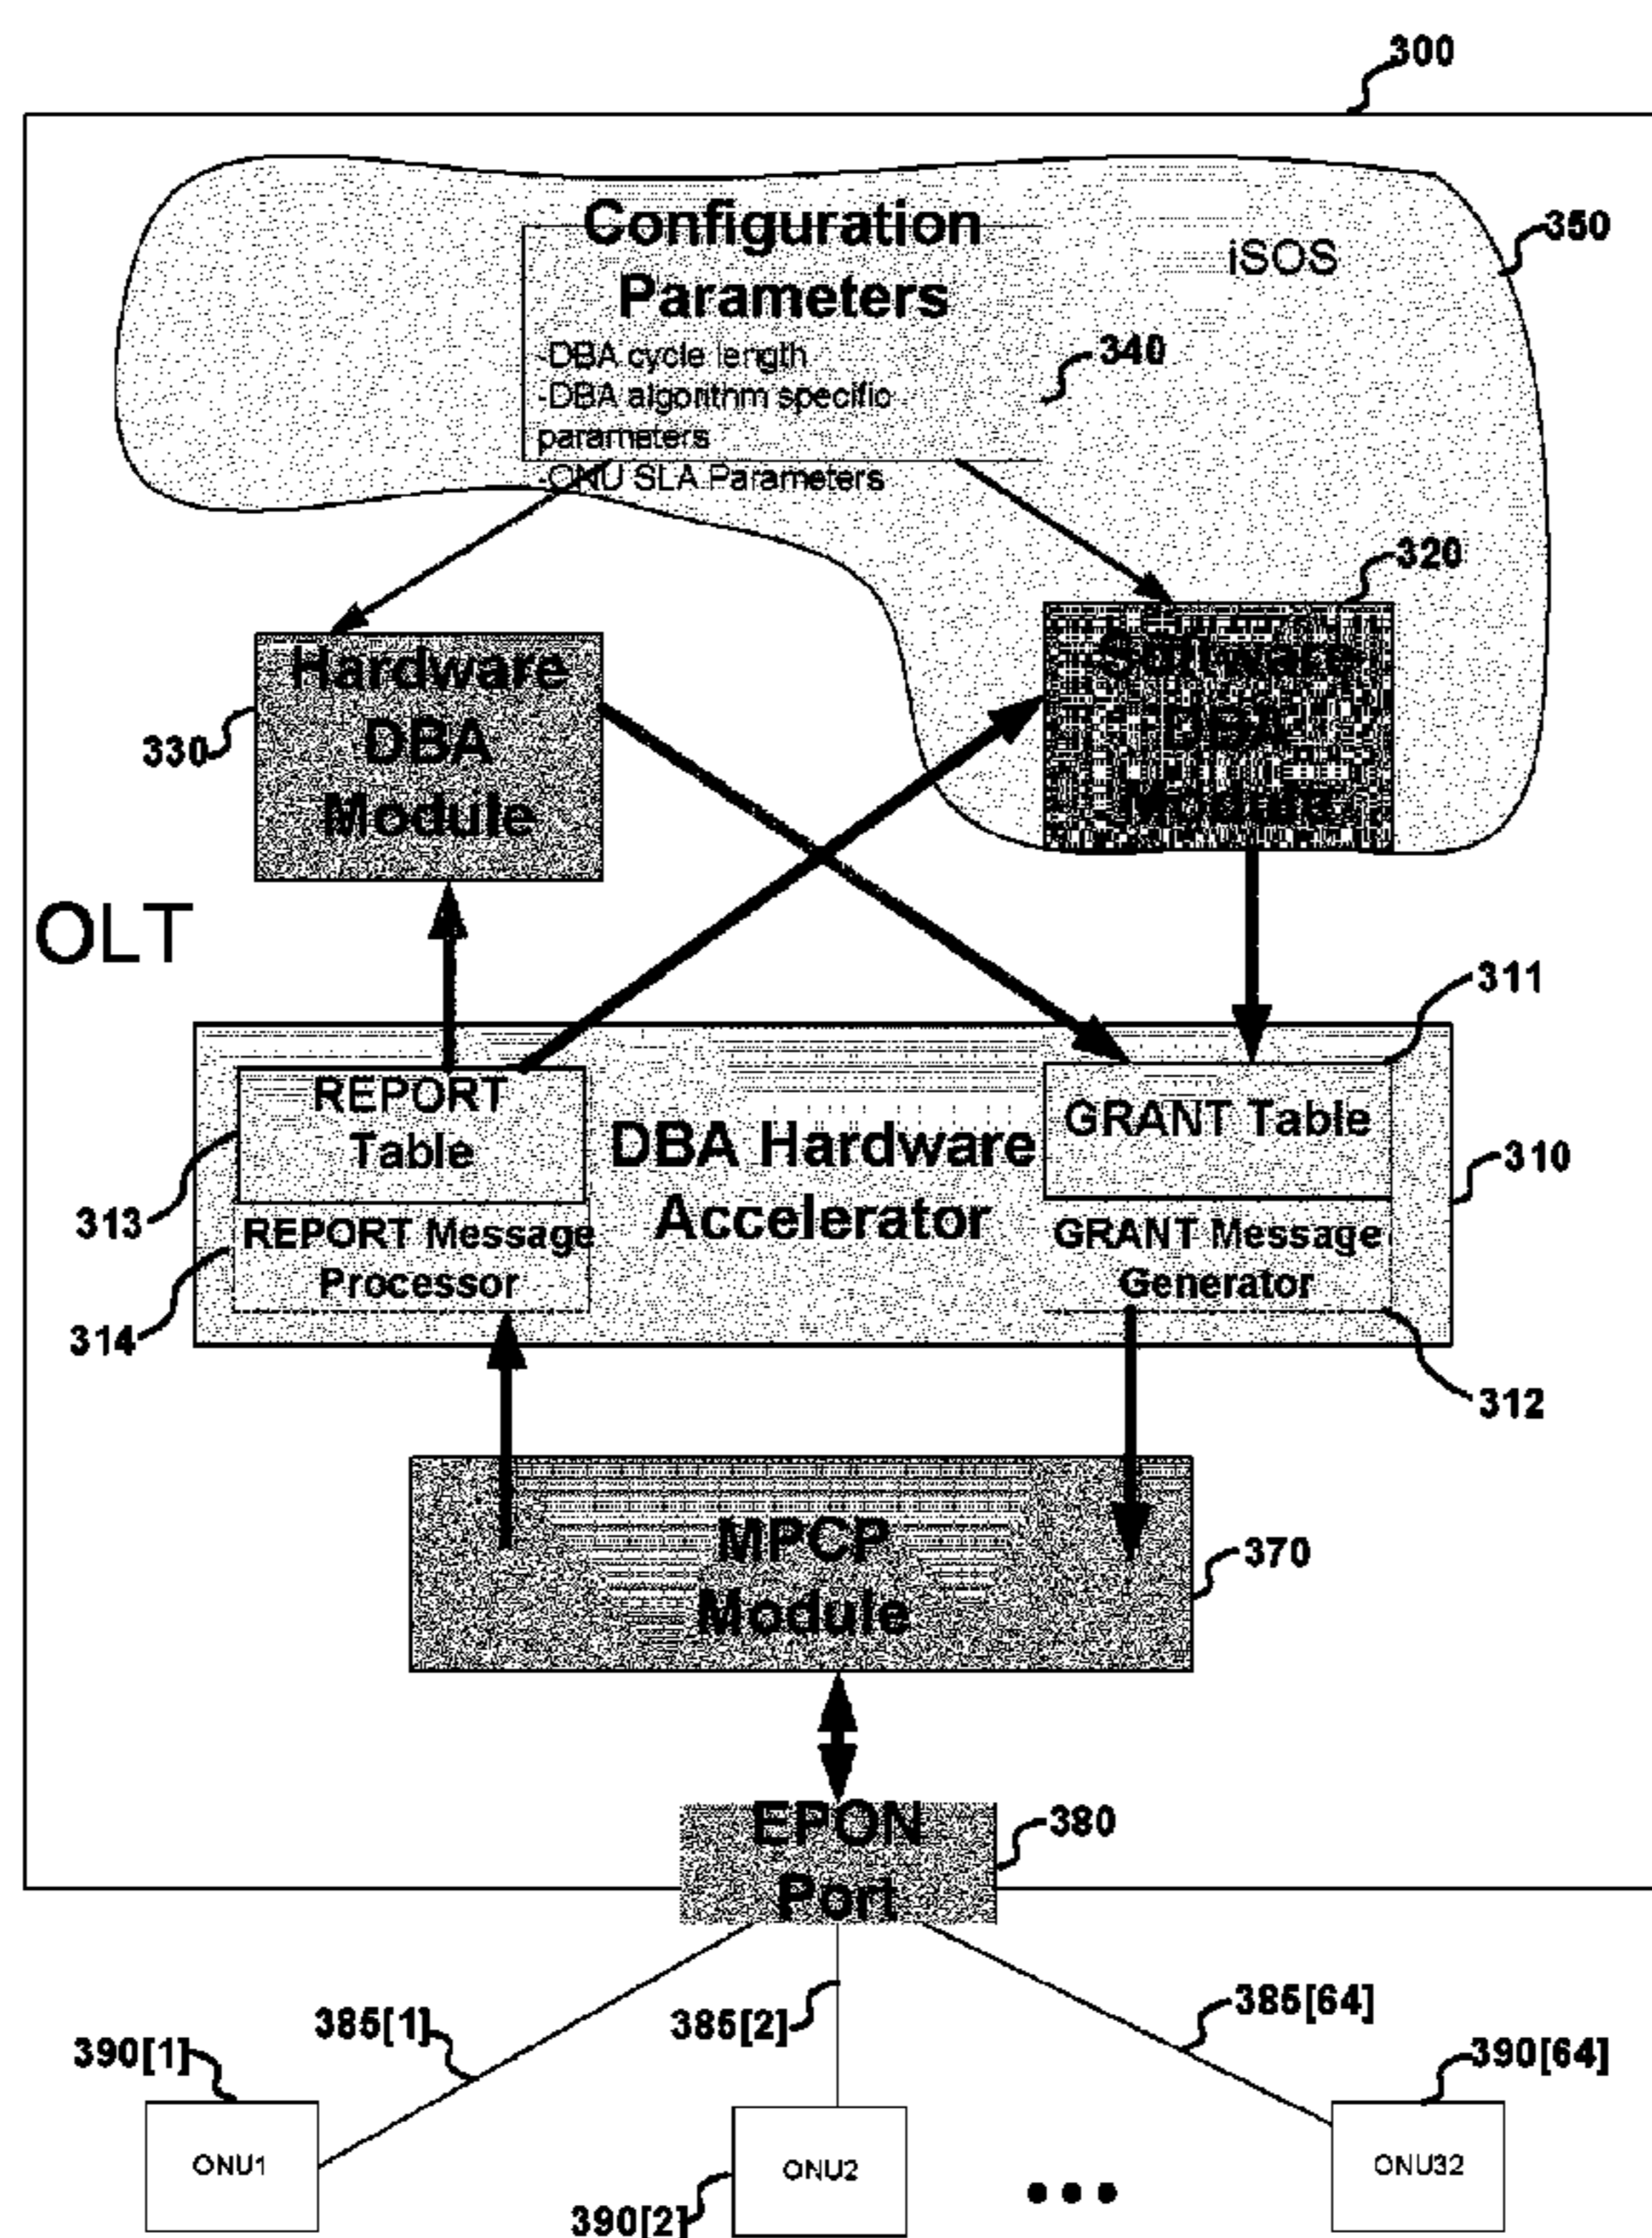 300
Configuration
Parameters
iSOS
350
-DBA cycle length
-DBA algorithm specific
parameters
-ONU SLA Parameters
340
320
Hardware
DBA
Module
330
Software
DBA
Module
OLT
311
REPORT
Table
DBA Hardware
Accelerator
GRANT Table
310
313
REPORT Message
Processor
GRANT Message
Generator
314
312
MPCP
Module
370
EPON
Port
380
385[1]
385[2]
385[64]
390[1]
390[64]
ONU1
ONU2
ONU32
390[2]